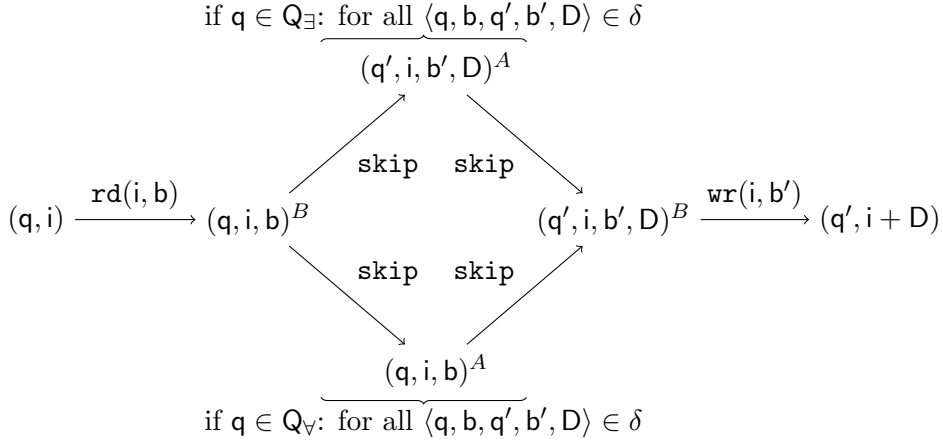 if q ∈ Q∃: for all ⟨q, b, q′, b′, D⟩ ∈ δ
(q′, i, b′, D)^A
skip skip
rd(i, b)
wr(i, b′)
(q, i) (q, i, b)^B (q′, i, b′, D)^B (q′, i + D)
skip skip
(q, i, b)^A
if q ∈ Q∀: for all ⟨q, b, q′, b′, D⟩ ∈ δ